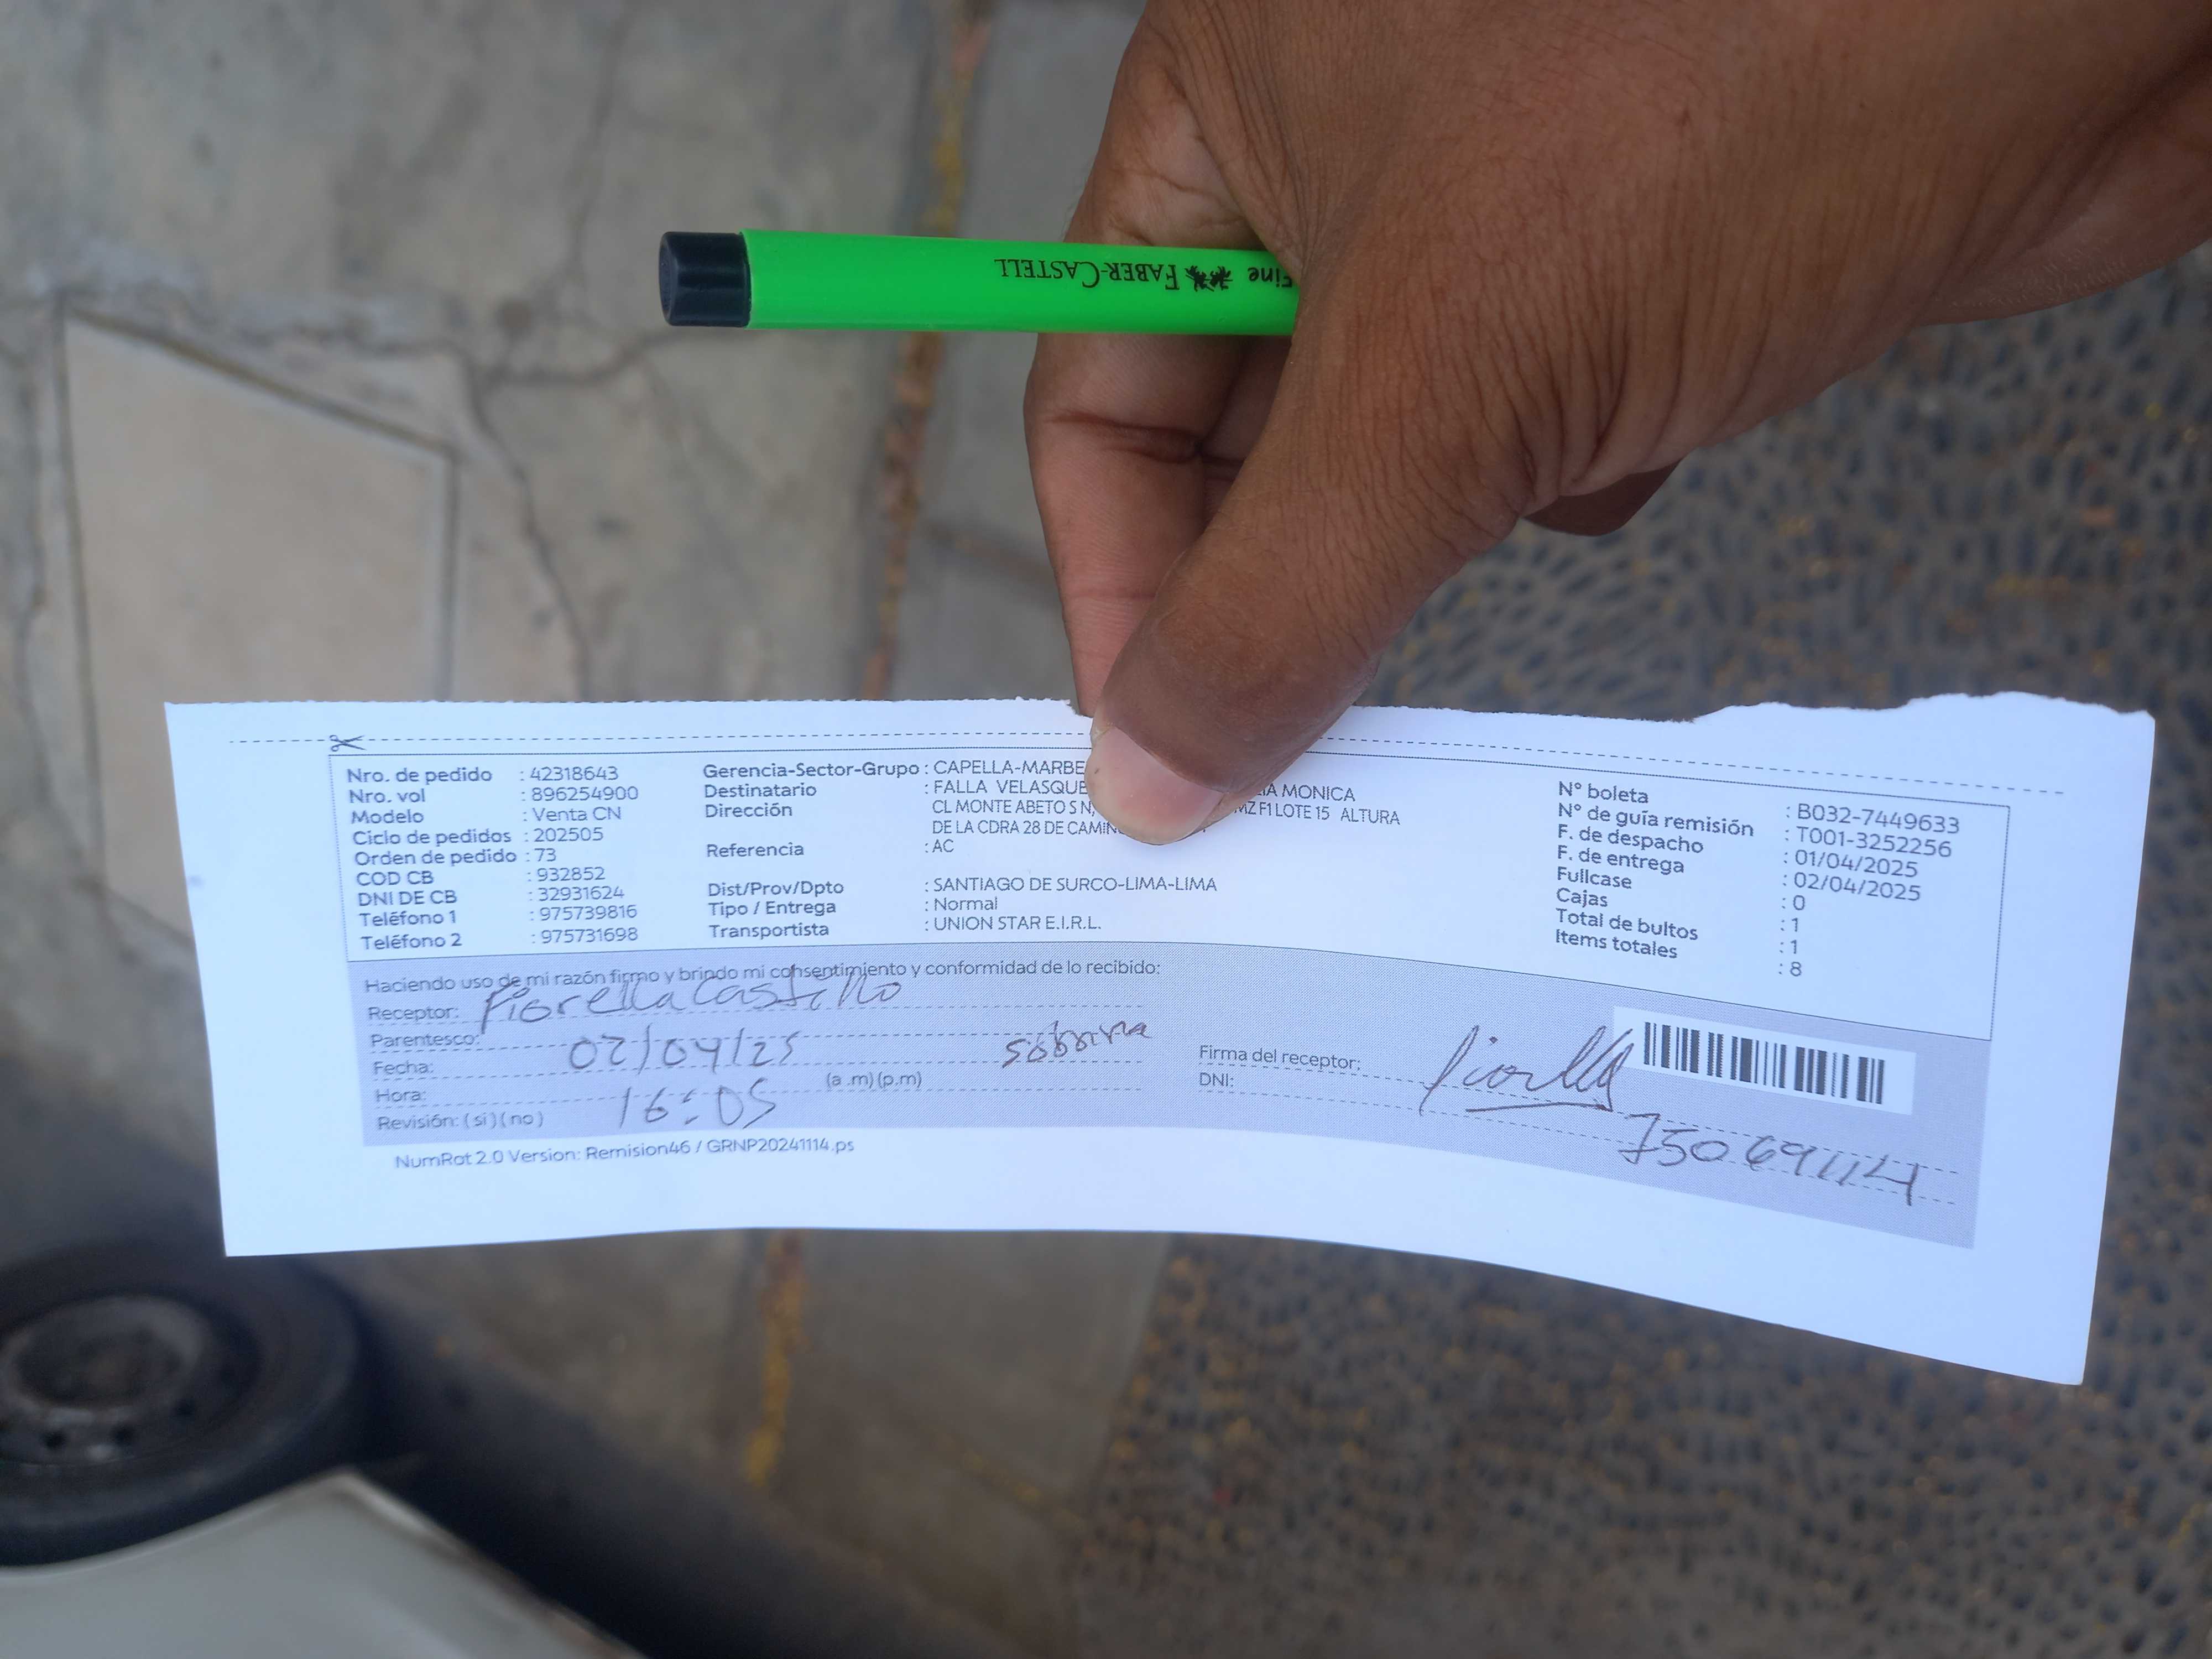 Fine FABER-CASTELL
Nro. de pedido : 42318643
Nro. vol : 896254900
Modelo : Venta CN
Ciclo de pedidos : 202505
Orden de pedido : 73
COD CB : 932852
DNI DE CB : 32931624
Teléfono 1 : 975739816
Teléfono 2 : 975731698
Gerencia-Sector-Grupo : CAPELLA-MARBE
Destinatario : FALLA VELASQUE IA MONICA
Dirección CL MONTE ABETO S N, MZ F1 LOTE 15 ALTURA
DE LA CDRA 28 DE CAMIN
Referencia : AC
Dist/Prov/Dpto : SANTIAGO DE SURCO-LIMA-LIMA
Tipo / Entrega : Normal
Transportista : UNION STAR E.I.R.L.
N° boleta : B032-7449633
N° de guía remisión : T001-3252256
F. de despacho : 01/04/2025
F. de entrega : 02/04/2025
Fullcase : 0
Cajas : 1
Total de bultos : 1
Items totales : 8
Haciendo uso de mi razón firmo y brindo mi consentimiento y conformidad de lo recibido:
Receptor: Fiorella Castillo
Parentesco: sobrina
Fecha: 02/04/25
Hora: 16:05 (a .m) (p.m)
Revisión: ( si ) ( no )
Firma del receptor: Fiorella
DNI: 75069114
NumRot 2.0 Version: Remision46 / GRNP20241114.ps